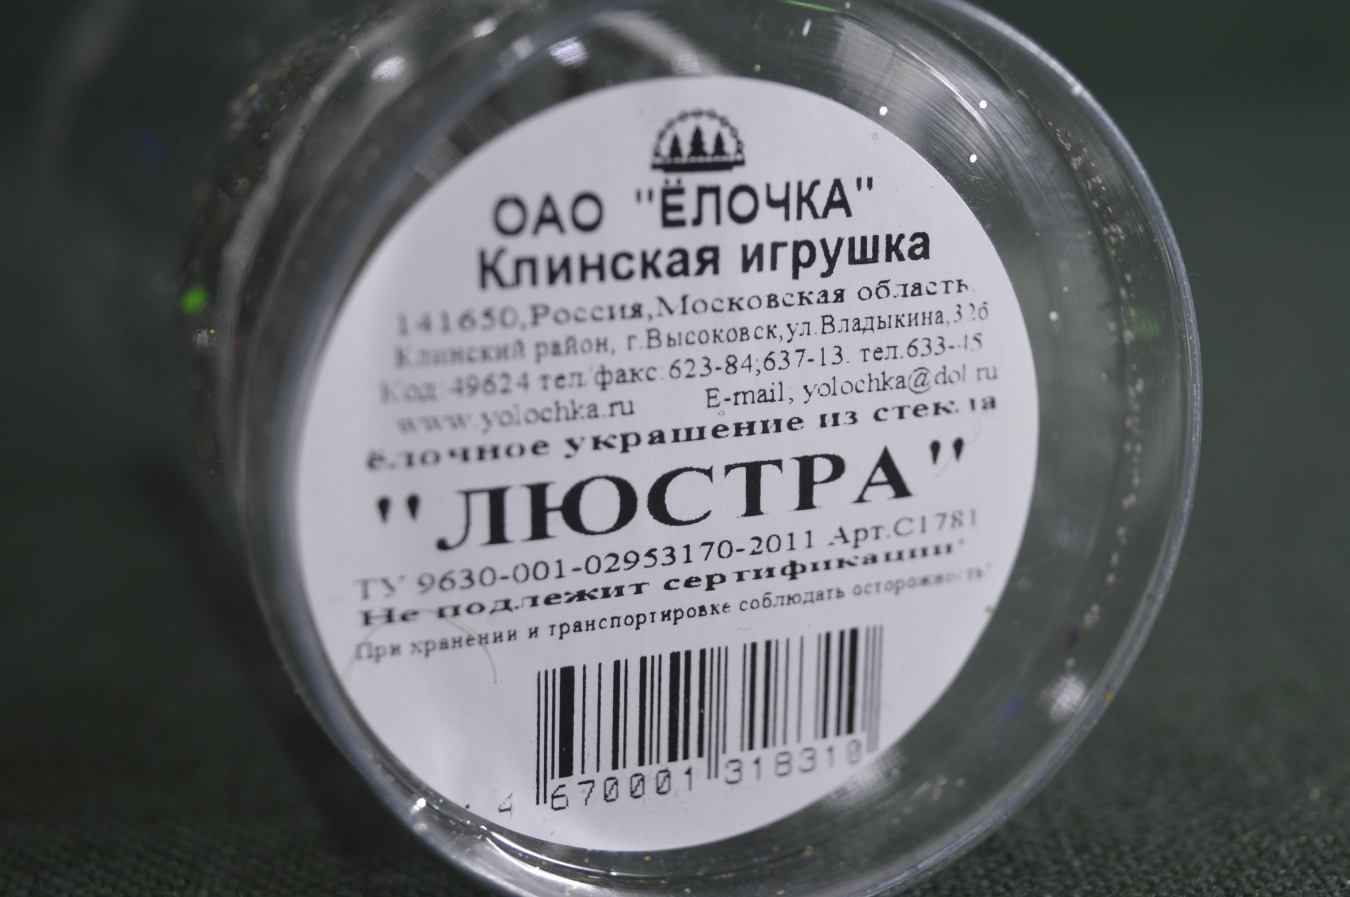 ОАО "ЁЛОЧКА"
Клинская игрушка
141650,Россия,Московская область
Клинский район, г.Высоковск,ул.Владыкина,
Код:49624 тел/факс:623-84;637-13. тел.633-45
www.yolochka.ru E-mail; yolochka@dol.ru
ёлочное украшение из стекла
"ЛЮСТРА"
ТУ 9630-001-02953170-2011 Арт.С1781
Не подлежит сертификации
При хранении и транспортировке соблюдать осторожность!
4 670001 318310